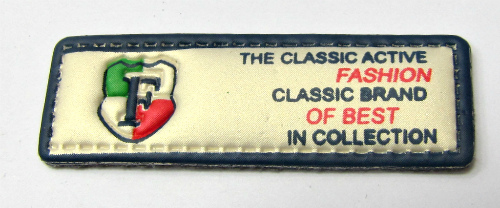 F
THE CLASSIC ACTIVE
FASHION
CLASSIC BRAND
OF BEST
IN COLLECTION